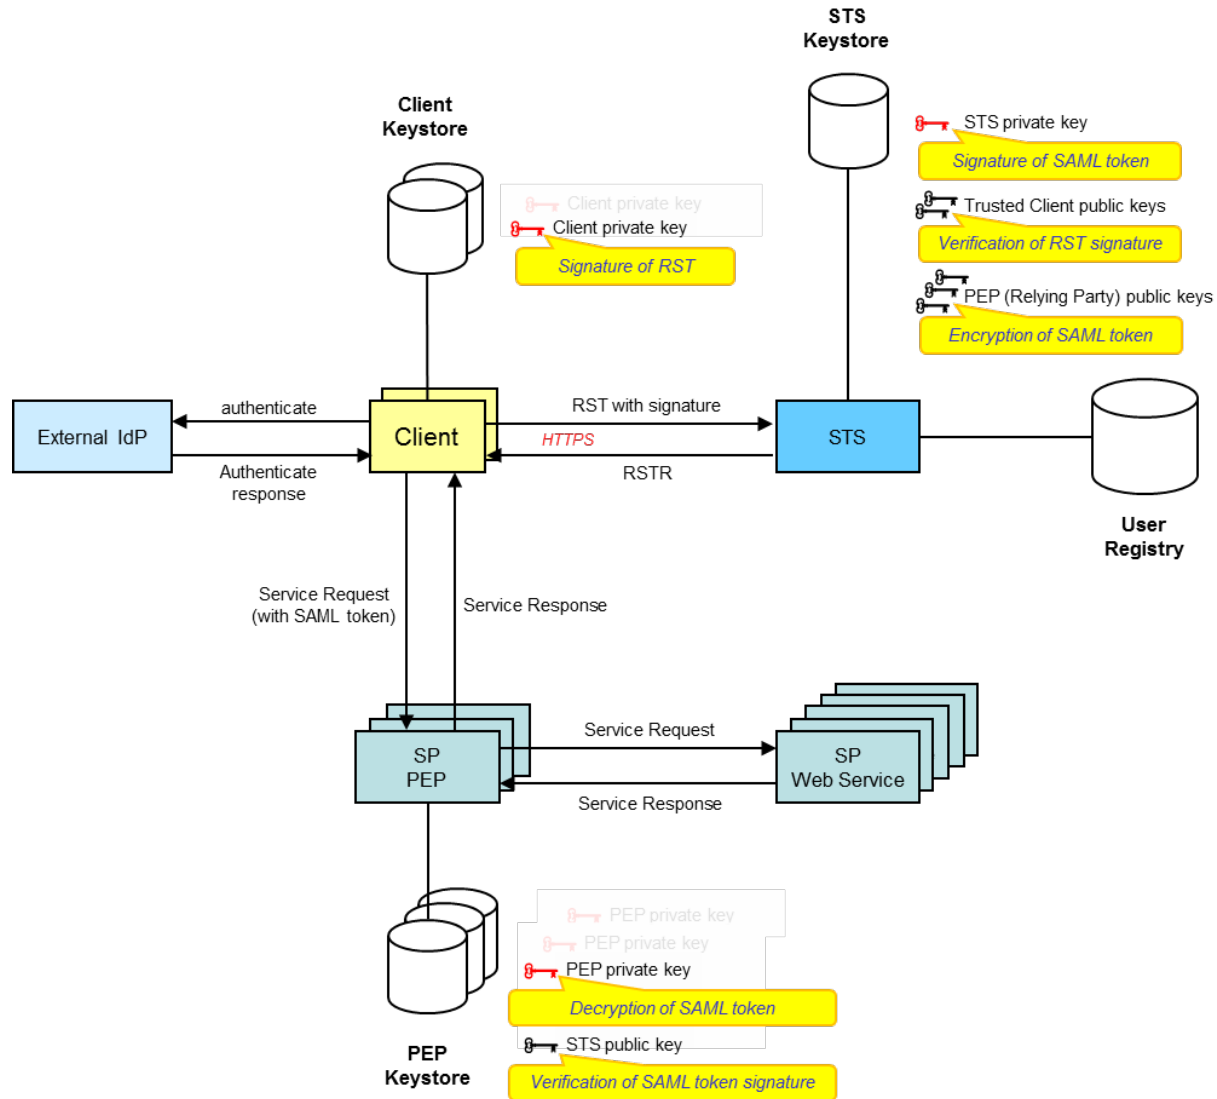 STS
Keystore
Client
Keystore
STS private key
Signature of SAML token
Client private key
Client private key
Signature of RST
Trusted Client public keys
Verification of RST signature
PEP (Relying Party) public keys
Encryption of SAML token
External IdP
authenticate
Authenticate
response
Client
RST with signature
HTTPS
RSTR
STS
User
Registry
Service Request
(with SAML token)
Service Response
SP
PEP
Service Request
Service Response
SP
Web Service
PEP private key
PEP private key
PEP private key
Decryption of SAML token
STS public key
Verification of SAML token signature
PEP
Keystore